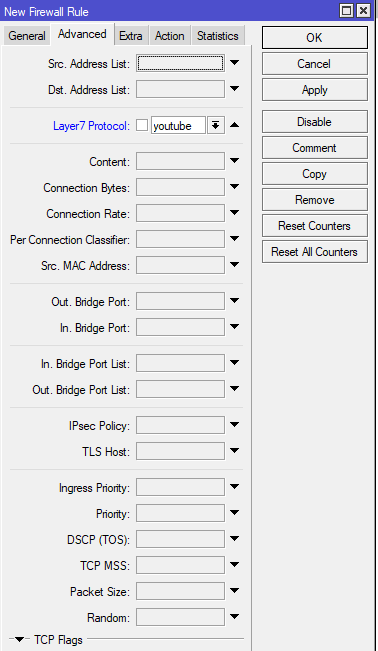 New Firewall Rule
General Advanced Extra Action Statistics
OK
Cancel
Apply
Disable
Comment
Copy
Remove
Reset Counters
Reset All Counters
Src. Address List:
Dst. Address List:
Layer7 Protocol: youtube
Content:
Connection Bytes:
Connection Rate:
Per Connection Classifier:
Src. MAC Address:
Out. Bridge Port:
In. Bridge Port:
In. Bridge Port List:
Out. Bridge Port List:
IPsec Policy:
TLS Host:
Ingress Priority:
Priority:
DSCP (TOS):
TCP MSS:
Packet Size:
Random:
TCP Flags